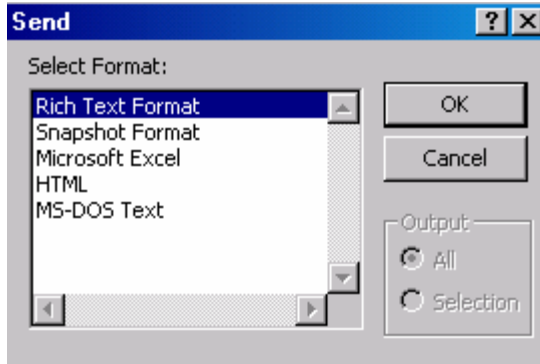 Send
Select Format:
Rich Text Format
Snapshot Format
Microsoft Excel
HTML
MS-DOS Text
OK
Cancel
Output
All
Selection